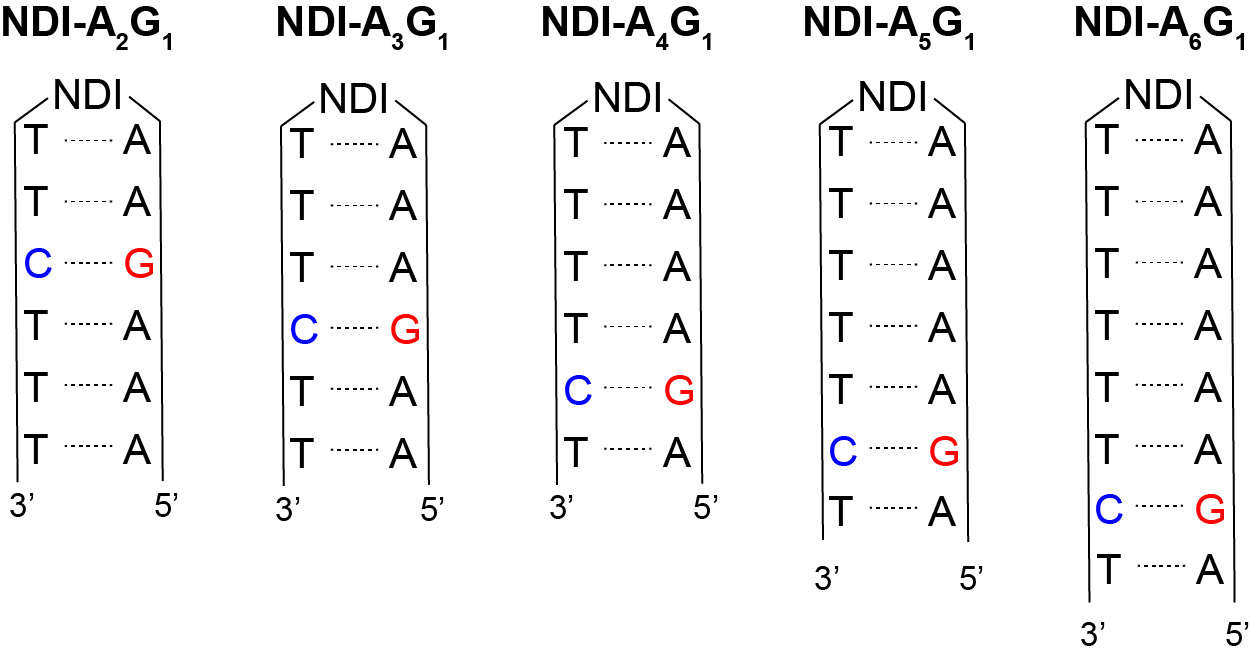 NDI-A₂G₁ NDI-A₃G₁ NDI-A₄G₁ NDI-A₅G₁ NDI-A₆G₁
NDI NDI NDI NDI NDI
T A T A T A T A T A
T A T A T A T A T A
C G T A T A T A T A
T A C G T A T A T A
T A T A C G T A T A
T A T A T A C G T A
3’ 5’ 3’ 5’ 3’ 5’ T A C G
3’ 5’ T A
3’ 5’